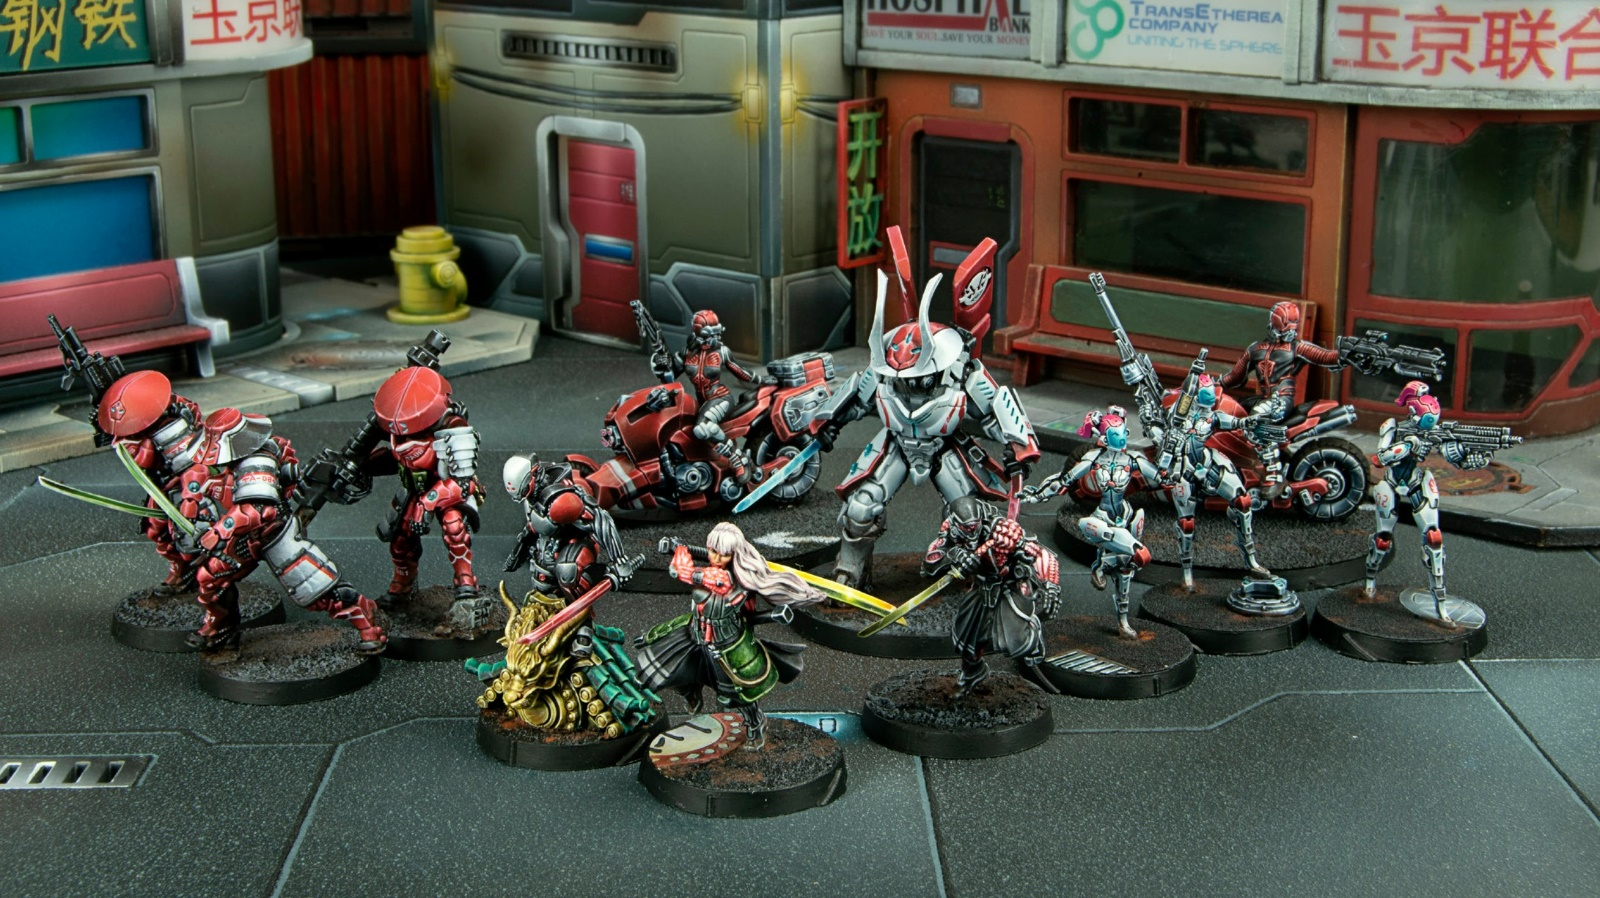 钢铁
玉京联
HOSPITAL
BANK
SAVE YOUR SOUL. SAVE YOUR MONEY
TRANSETHEREA
COMPANY
UNITING THE SPHERE
玉京联合
开放